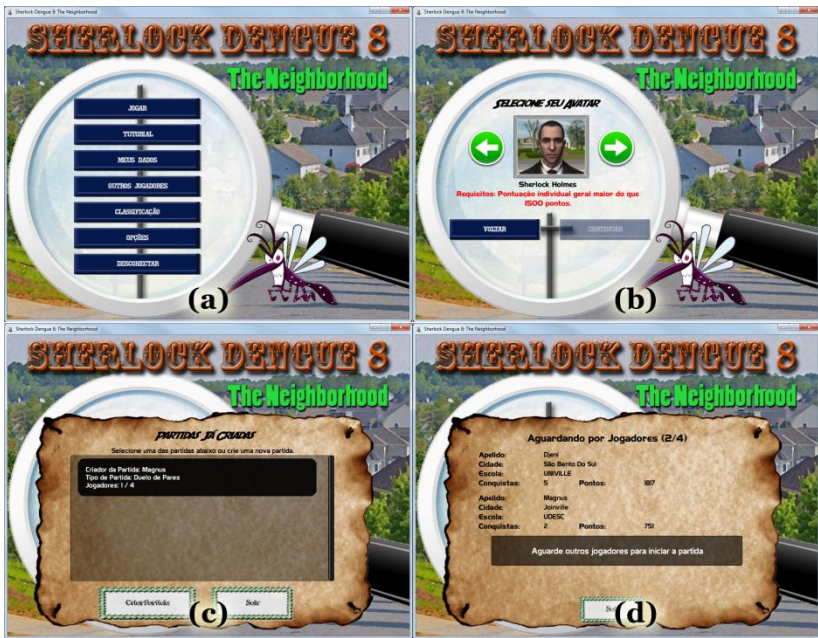 Sherlock Dengue 8: The Neighborhood
SHERLOCK DENGUE 8
The Neighborhood
JOGAR
TUTORIAL
MEUS DADOS
OUTROS JOGADORES
CLASSIFICAÇÃO
OPÇÕES
DESCONECTAR
(a)
Sherlock Dengue 8: The Neighborhood
SHERLOCK DENGUE 8
The Neighborhood
SELECIONE SEU AVATAR
Sherlock Holmes
Requisitos: Pontuação individual geral maior do que
1500 pontos.
VOLTAR
CONTINUAR
(b)
Sherlock Dengue 8: The Neighborhood
SHERLOCK DENGUE 8
The Neighborhood
PARTIDAS JÁ CRIADAS
Selecione uma das partidas abaixo ou crie uma nova partida.
Criador da Partida: Magnus
Tipo de Partida: Duelo de Pares
Jogadores: 1 / 4
Criar Partida
Sair
(c)
Sherlock Dengue 8: The Neighborhood
SHERLOCK DENGUE 8
The Neighborhood
Aguardando por Jogadores (2/4)
Apelido: Djeni
Cidade: São Bento Do Sul
Escola: UNIVILLE
Conquistas: 5 Pontos: 1817
Apelido: Magnus
Cidade: Joinville
Escola: UDESC
Conquistas: 2 Pontos: 751
Aguarde outros jogadores para iniciar a partida
(d)